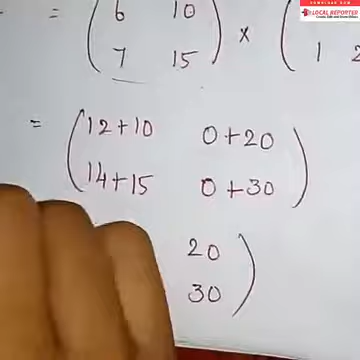 LOCAL REPORTER
= ( 6 10
7 15 ) × ( 1 2
= ( 12+10 0+20
14+15 0+30 )
20
30 )